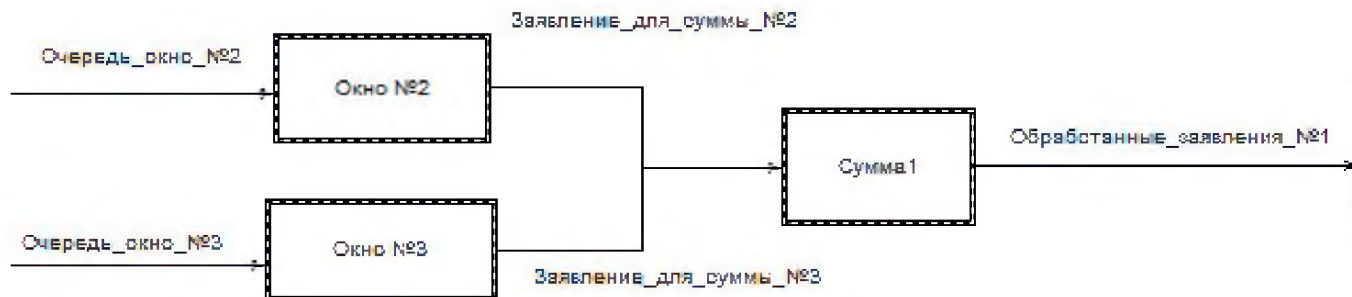 Заявление_для_суммы_№2
Очередь_окно_№2
Окно №2
Сумма1
Обработанные_заявления_№1
Очередь_окно_№3
Окно №3
Заявление_для_суммы_№3